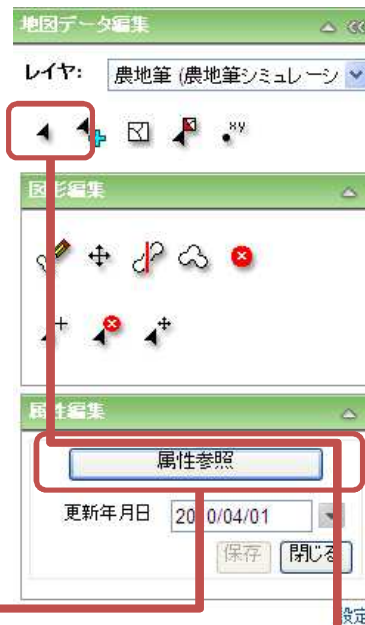 地図データ編集
レイヤ: 農地筆 (農地筆シミュレーシ
xy
図形編集
属性編集
属性参照
更新年月日 2010/04/01
保存 閉じる
設定